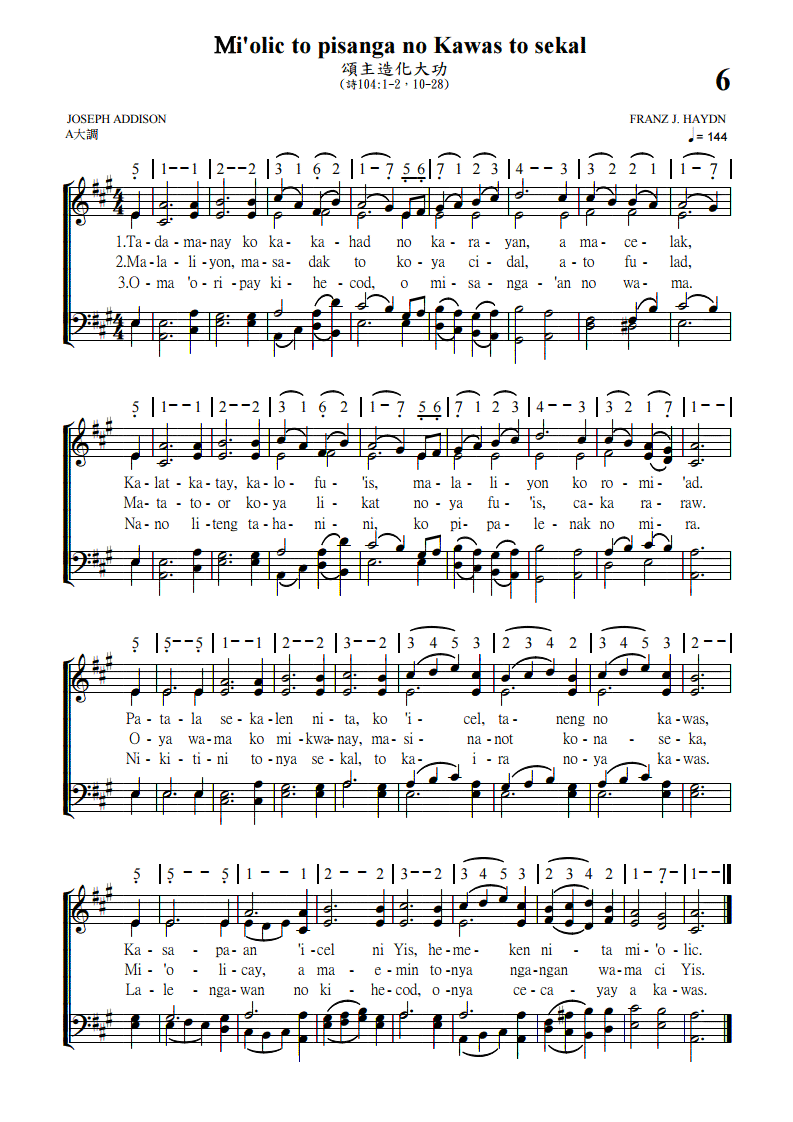 Mi'olic to pisanga no Kawas to sekal
頌主造化大功
(詩104:1-2，10-28)
6
JOSEPH ADDISON
FRANZ J. HAYDN
A大調
♩= 144
5 | 1 - - 1 | 2 - - 2 | 3 1 6 2 | 1 - 7 5 6 | 7 1 2 3 | 4 - - 3 | 3 2 2 1 | 1 - 7 |
1.Ta - da - ma - nay ko ka - ka - had no ka - ra - yan, a ma - ce - lak,
2.Ma - la - li - yon, ma - sa - dak to ko - ya ci - dal, a - to fu - lad,
3.O - ma 'o - ri - pay ki - he - cod, o mi - sa - nga - 'an no wa - ma.
5 | 1 - - 1 | 2 - - 2 | 3 1 6 2 | 1 - 7 5 6 | 7 1 2 3 | 4 - - 3 | 3 2 1 7 | 1 - - |
Ka - lat - ka - tay, ka - lo - fu - 'is, ma - la - li - yon ko ro - mi - 'ad.
Ma - ta - to - or ko - ya li - kat no - ya fu - 'is, ca - ka ra - raw.
Na - no li - teng ta - ha - ni - ni, ko pi - pa - le - nak no mi - ra.
5 | 5 - - 5 | 1 - - 1 | 2 - - 2 | 3 - - 2 | 3 4 5 3 | 2 3 4 2 | 3 4 5 3 | 2 - - |
Pa - ta - la se - ka - len ni - ta, ko 'i - cel, ta - neng no ka - was,
O - ya wa - ma ko mi - kwa - nay, ma - si - na - not ko - na - se - ka,
Ni - ki - ti - ni to - nya se - kal, to ka - i - ra no - ya ka - was.
5 | 5 - - 5 | 1 - - 1 | 2 - - 2 | 3 - - 2 | 3 4 5 4 | 3 2 3 4 2 | 1 - 7 | 1 - - ||
Ka - sa - pa - an 'i - cel ni Yis, he - me - ken ni - ta mi - 'o - lic.
Mi - 'o - li - cay, a ma - e - min to - nya nga - ngan wa - ma ci Yis.
La - le - nga - wan no ki - he - cod, o - nya ce - ca - yay a ka - was.